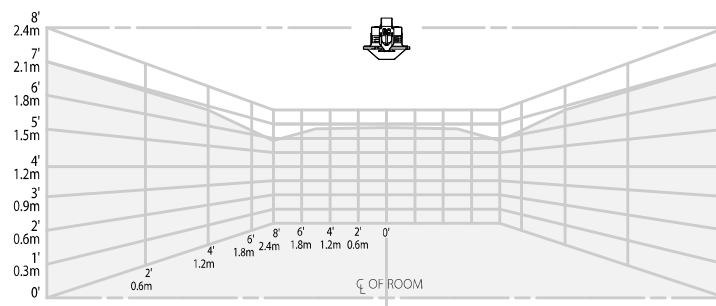 8'
2.4m
7'
2.1m
6'
1.8m
5'
1.5m
4'
1.2m
3'
0.9m
2'
0.6m
1'
0.3m
0'
2'
0.6m
4'
1.2m
6'
1.8m
8'
2.4m
6'
1.8m
4'
1.2m
2'
0.6m
0'
℄ OF ROOM